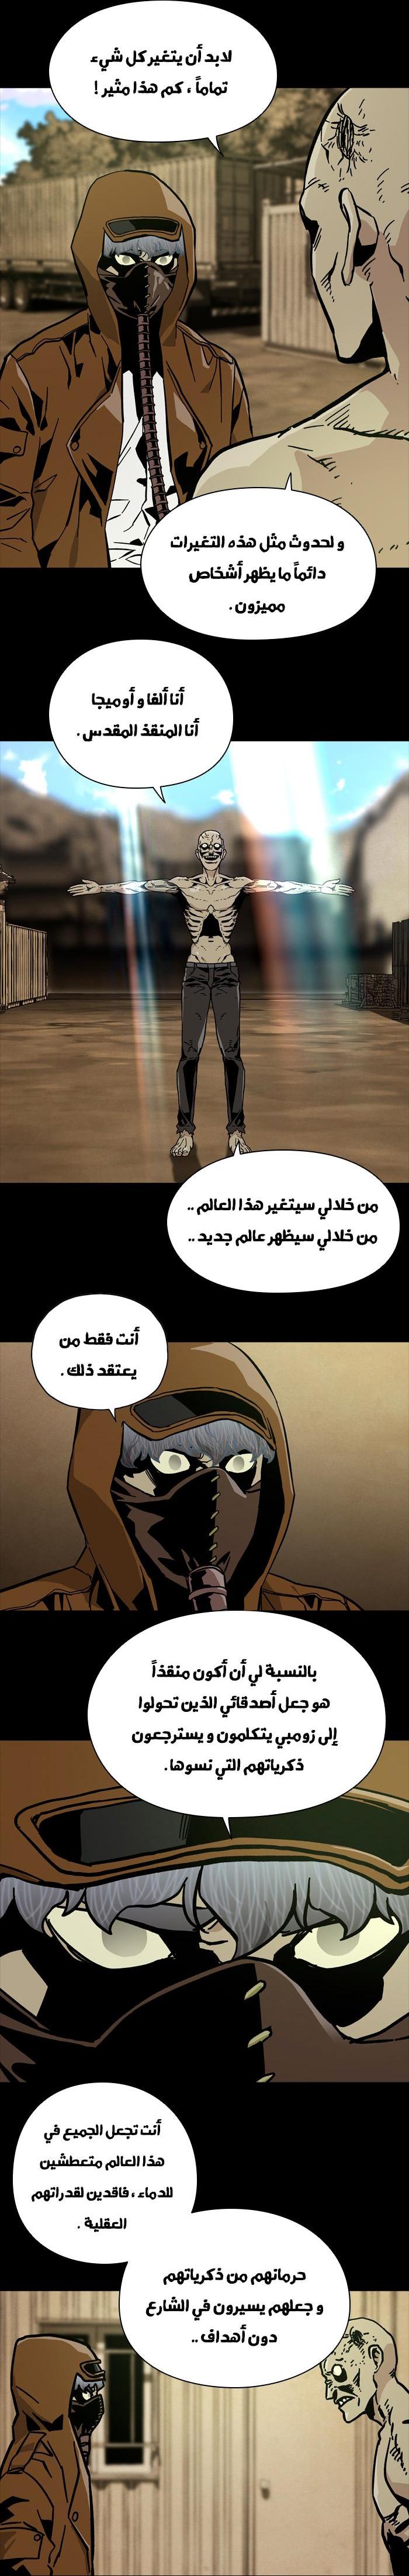 لابد أن يتغير كل شيء
تماماً ، كم هذا مثير !
و لحدوث مثل هذه التغيرات
دائماً ما يظهر أشخاص
مميزون .
أنا ألفا و أوميجا
أنا المنقذ المقدس .
من خلالي سيتغير هذا العالم ..
من خلالي سيظهر عالم جديد ..
أنت فقط من
يعتقد ذلك .
بالنسبة لي أن أكون منقذاً
هو جعل أصدقائي الذين تحولوا
إلى زومبي يتكلمون و يسترجعون
ذكرياتهم التي نسوها .
أنت تجعل الجميع في
هذا العالم متعطشين
للدماء ، فاقدين لقدراتهم
العقلية .
حرمانهم من ذكرياتهم
و جعلهم يسيرون في الشارع
دون أهداف ..